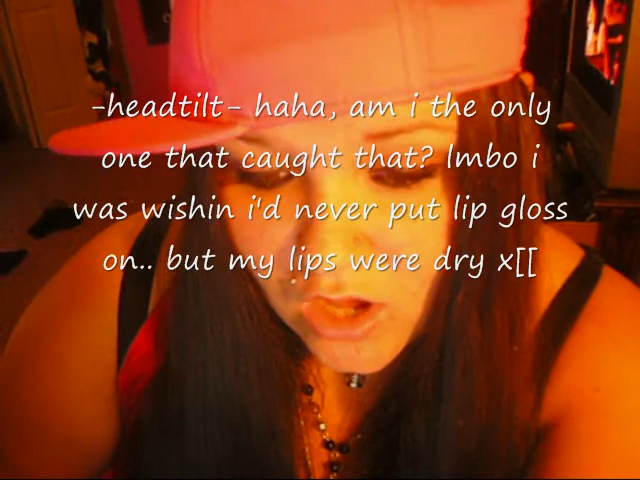 -headtilt- haha, am i the only
one that caught that? lmbo i
was wishin i'd never put lip gloss
on.. but my lips were dry x[[